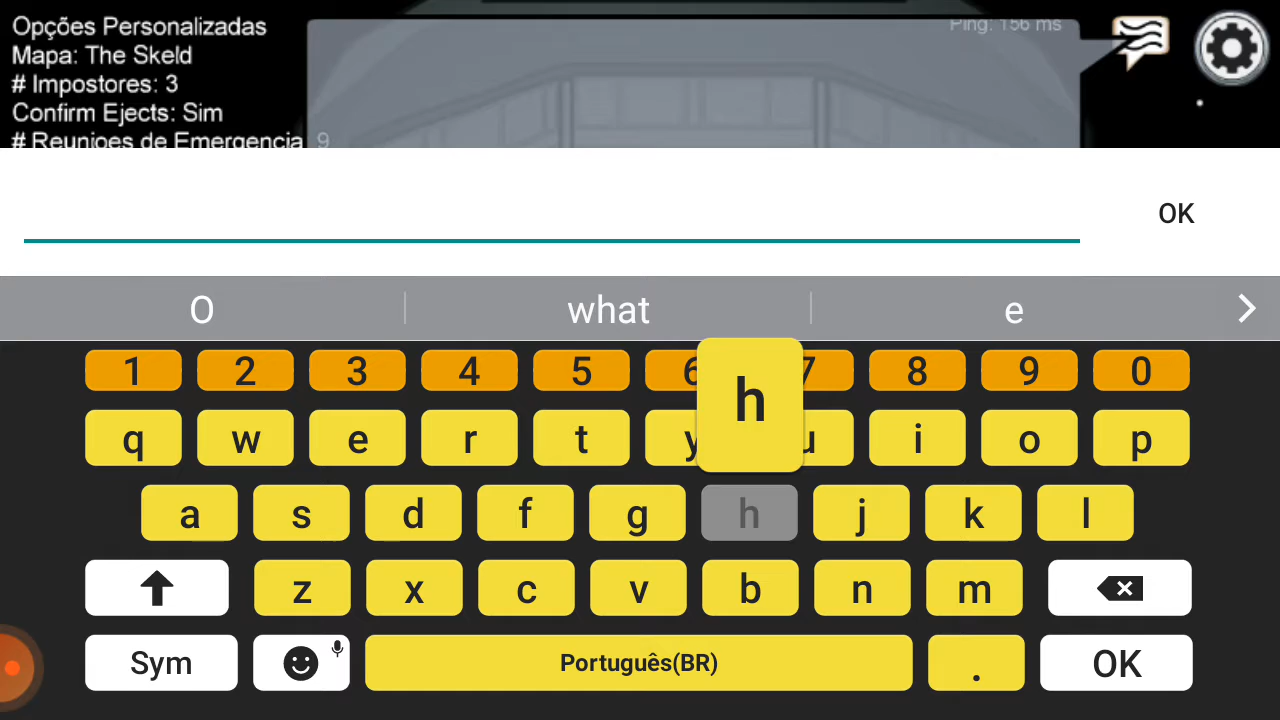 Opções Personalizadas
Mapa: The Skeld
# Impostores: 3
Confirm Ejects: Sim
# Reuniões de Emergencia 9
Ping: 156 ms
OK
O what e
1 2 3 4 5 6 7 8 9 0
h
q w e r t y u i o p
a s d f g h j k l
z x c v b n m
Sym Português(BR) . OK